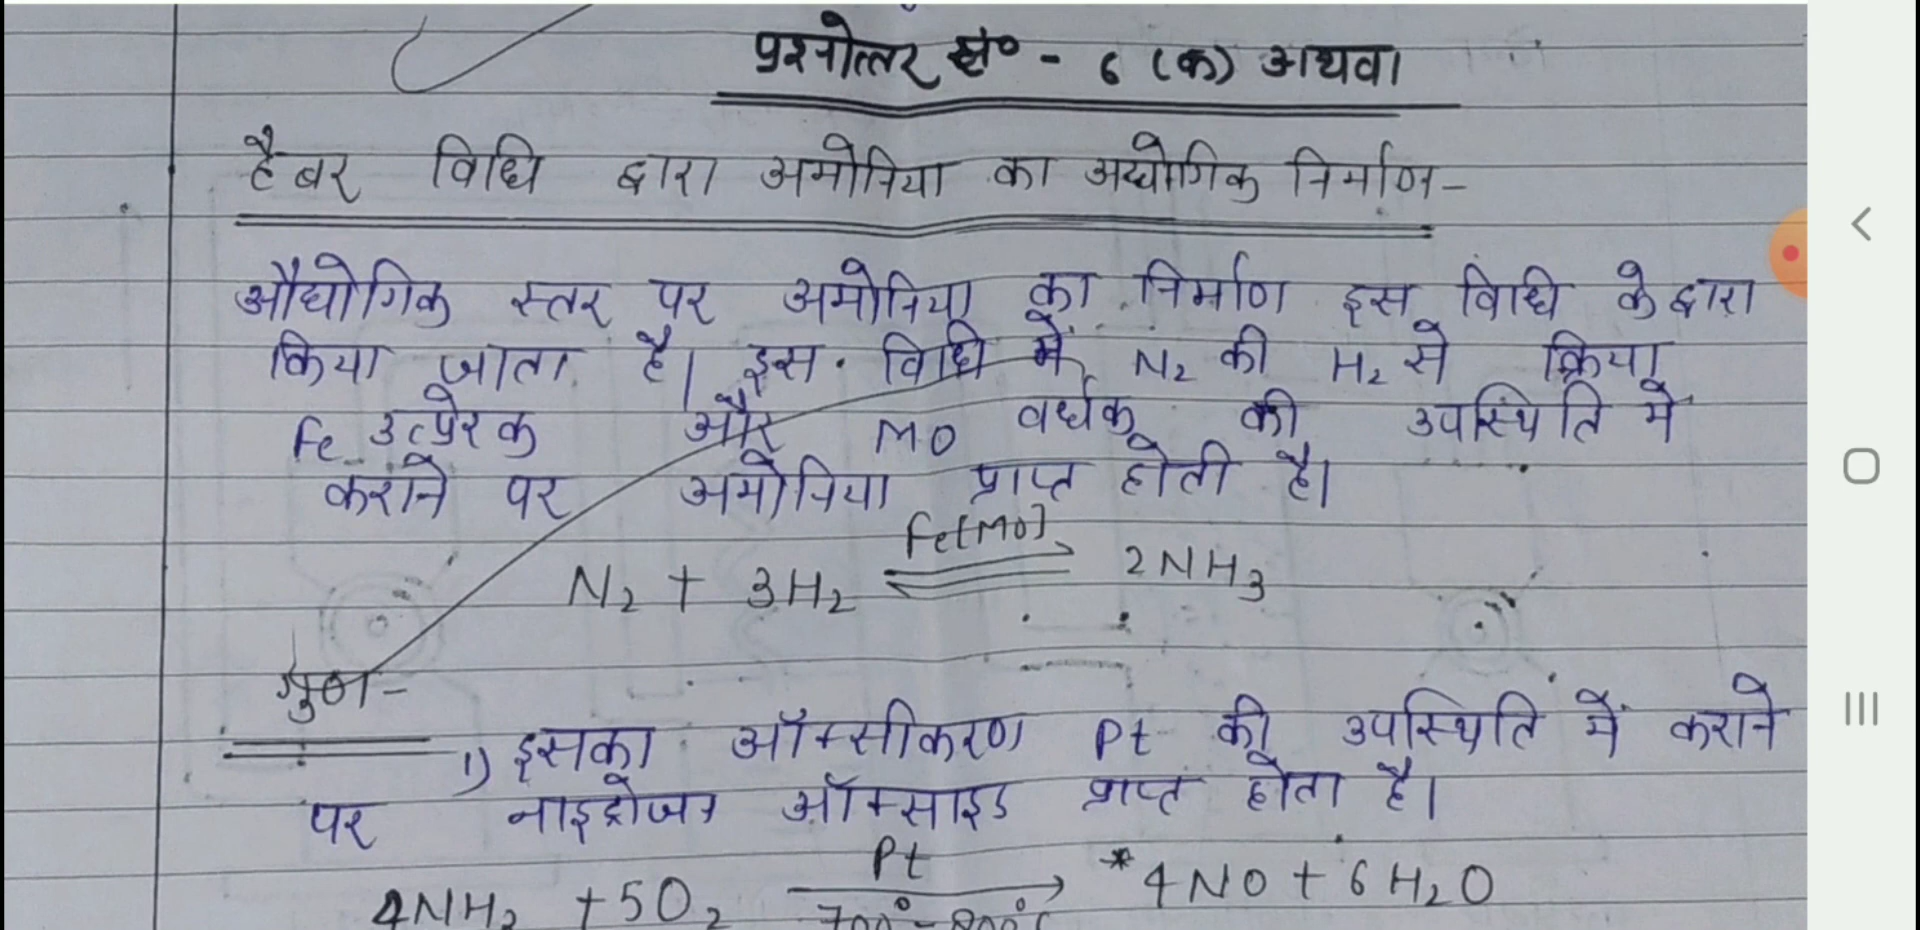 प्रश्नोत्तर सं० - 6 (क) अथवा
हैबर विधि द्वारा अमोनिया का अद्योगिक निर्माण-
औद्योगिक स्तर पर अमोनिया का निर्माण इस विधि के द्वारा
किया जाता है। इस विधि में N₂ की H₂ से क्रिया
Fe उत्प्रेरक और MO वर्धक की उपस्थिति में
कराने पर अमोनिया प्राप्त होती है।
Fe[MO]
N₂ + 3H₂ ⇌ 2NH₃
गुण-
1) इसका ऑक्सीकरण Pt की उपस्थिति में कराने
पर नाइट्रोजन ऑक्साइड प्राप्त होता है।
Pt
4NH₃ + 5O₂ → *4NO + 6H₂O
700° - 800°C